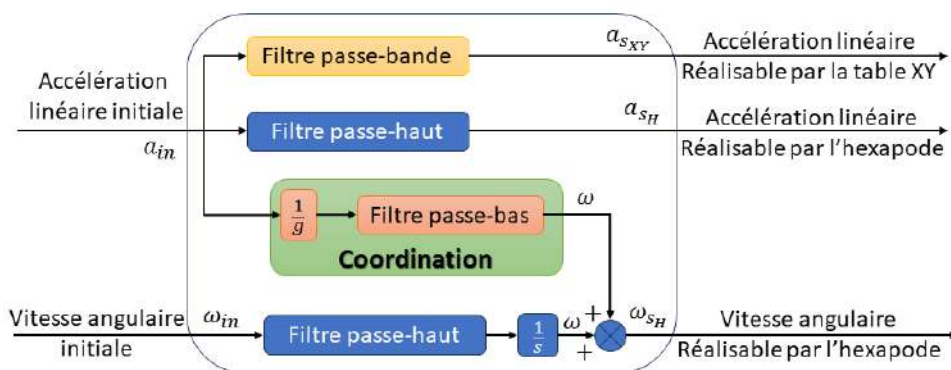 Filtre passe-bande
a_{s_{XY}}
Accélération linéaire
Réalisable par la table XY
Accélération
linéaire initiale
a_{in}
Filtre passe-haut
a_{s_H}
Accélération linéaire
Réalisable par l'hexapode
1/g
Filtre passe-bas
ω
Coordination
Vitesse angulaire
initiale
ω_{in}
Filtre passe-haut
1/s
ω
+
+
ω_{s_H}
Vitesse angulaire
Réalisable par l'hexapode